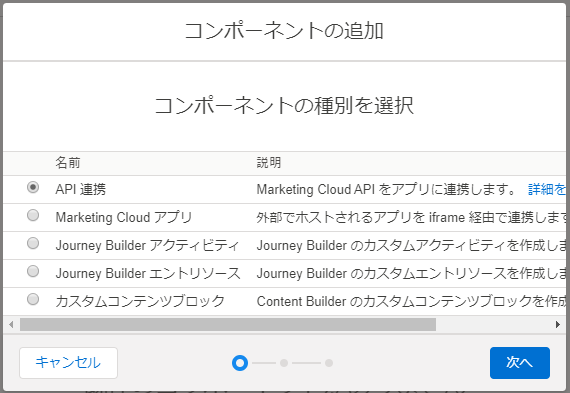 コンポーネントの追加
コンポーネントの種別を選択
名前 説明
API 連携 Marketing Cloud API をアプリに連携します。 詳細を
Marketing Cloud アプリ 外部でホストされるアプリを iframe 経由で連携します
Journey Builder アクティビティ Journey Builder のカスタムアクティビティを作成しま
Journey Builder エントリソース Journey Builder のカスタムエントリソースを作成しま
カスタムコンテンツブロック Content Builder のカスタムコンテンツブロックを作成
キャンセル 次へ